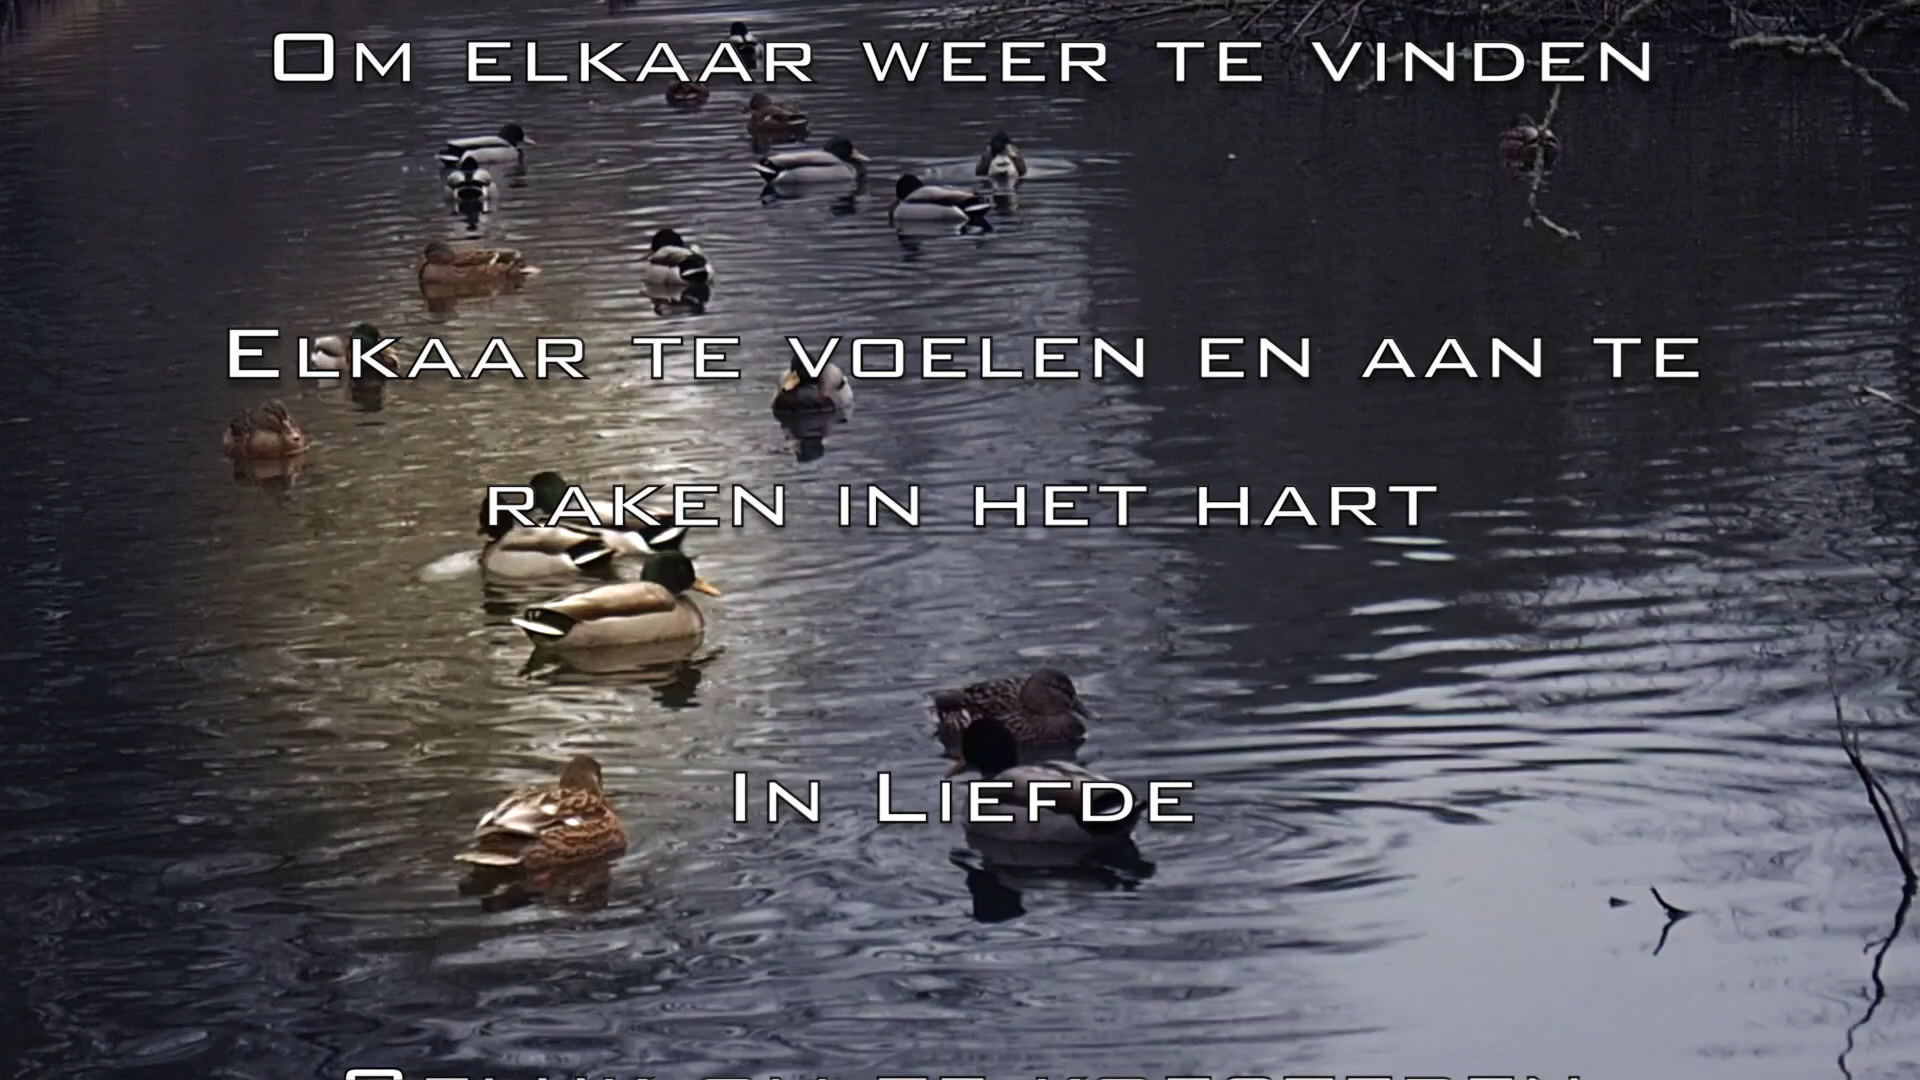 Om elkaar weer te vinden
Elkaar te voelen en aan te
raken in het hart
In Liefde